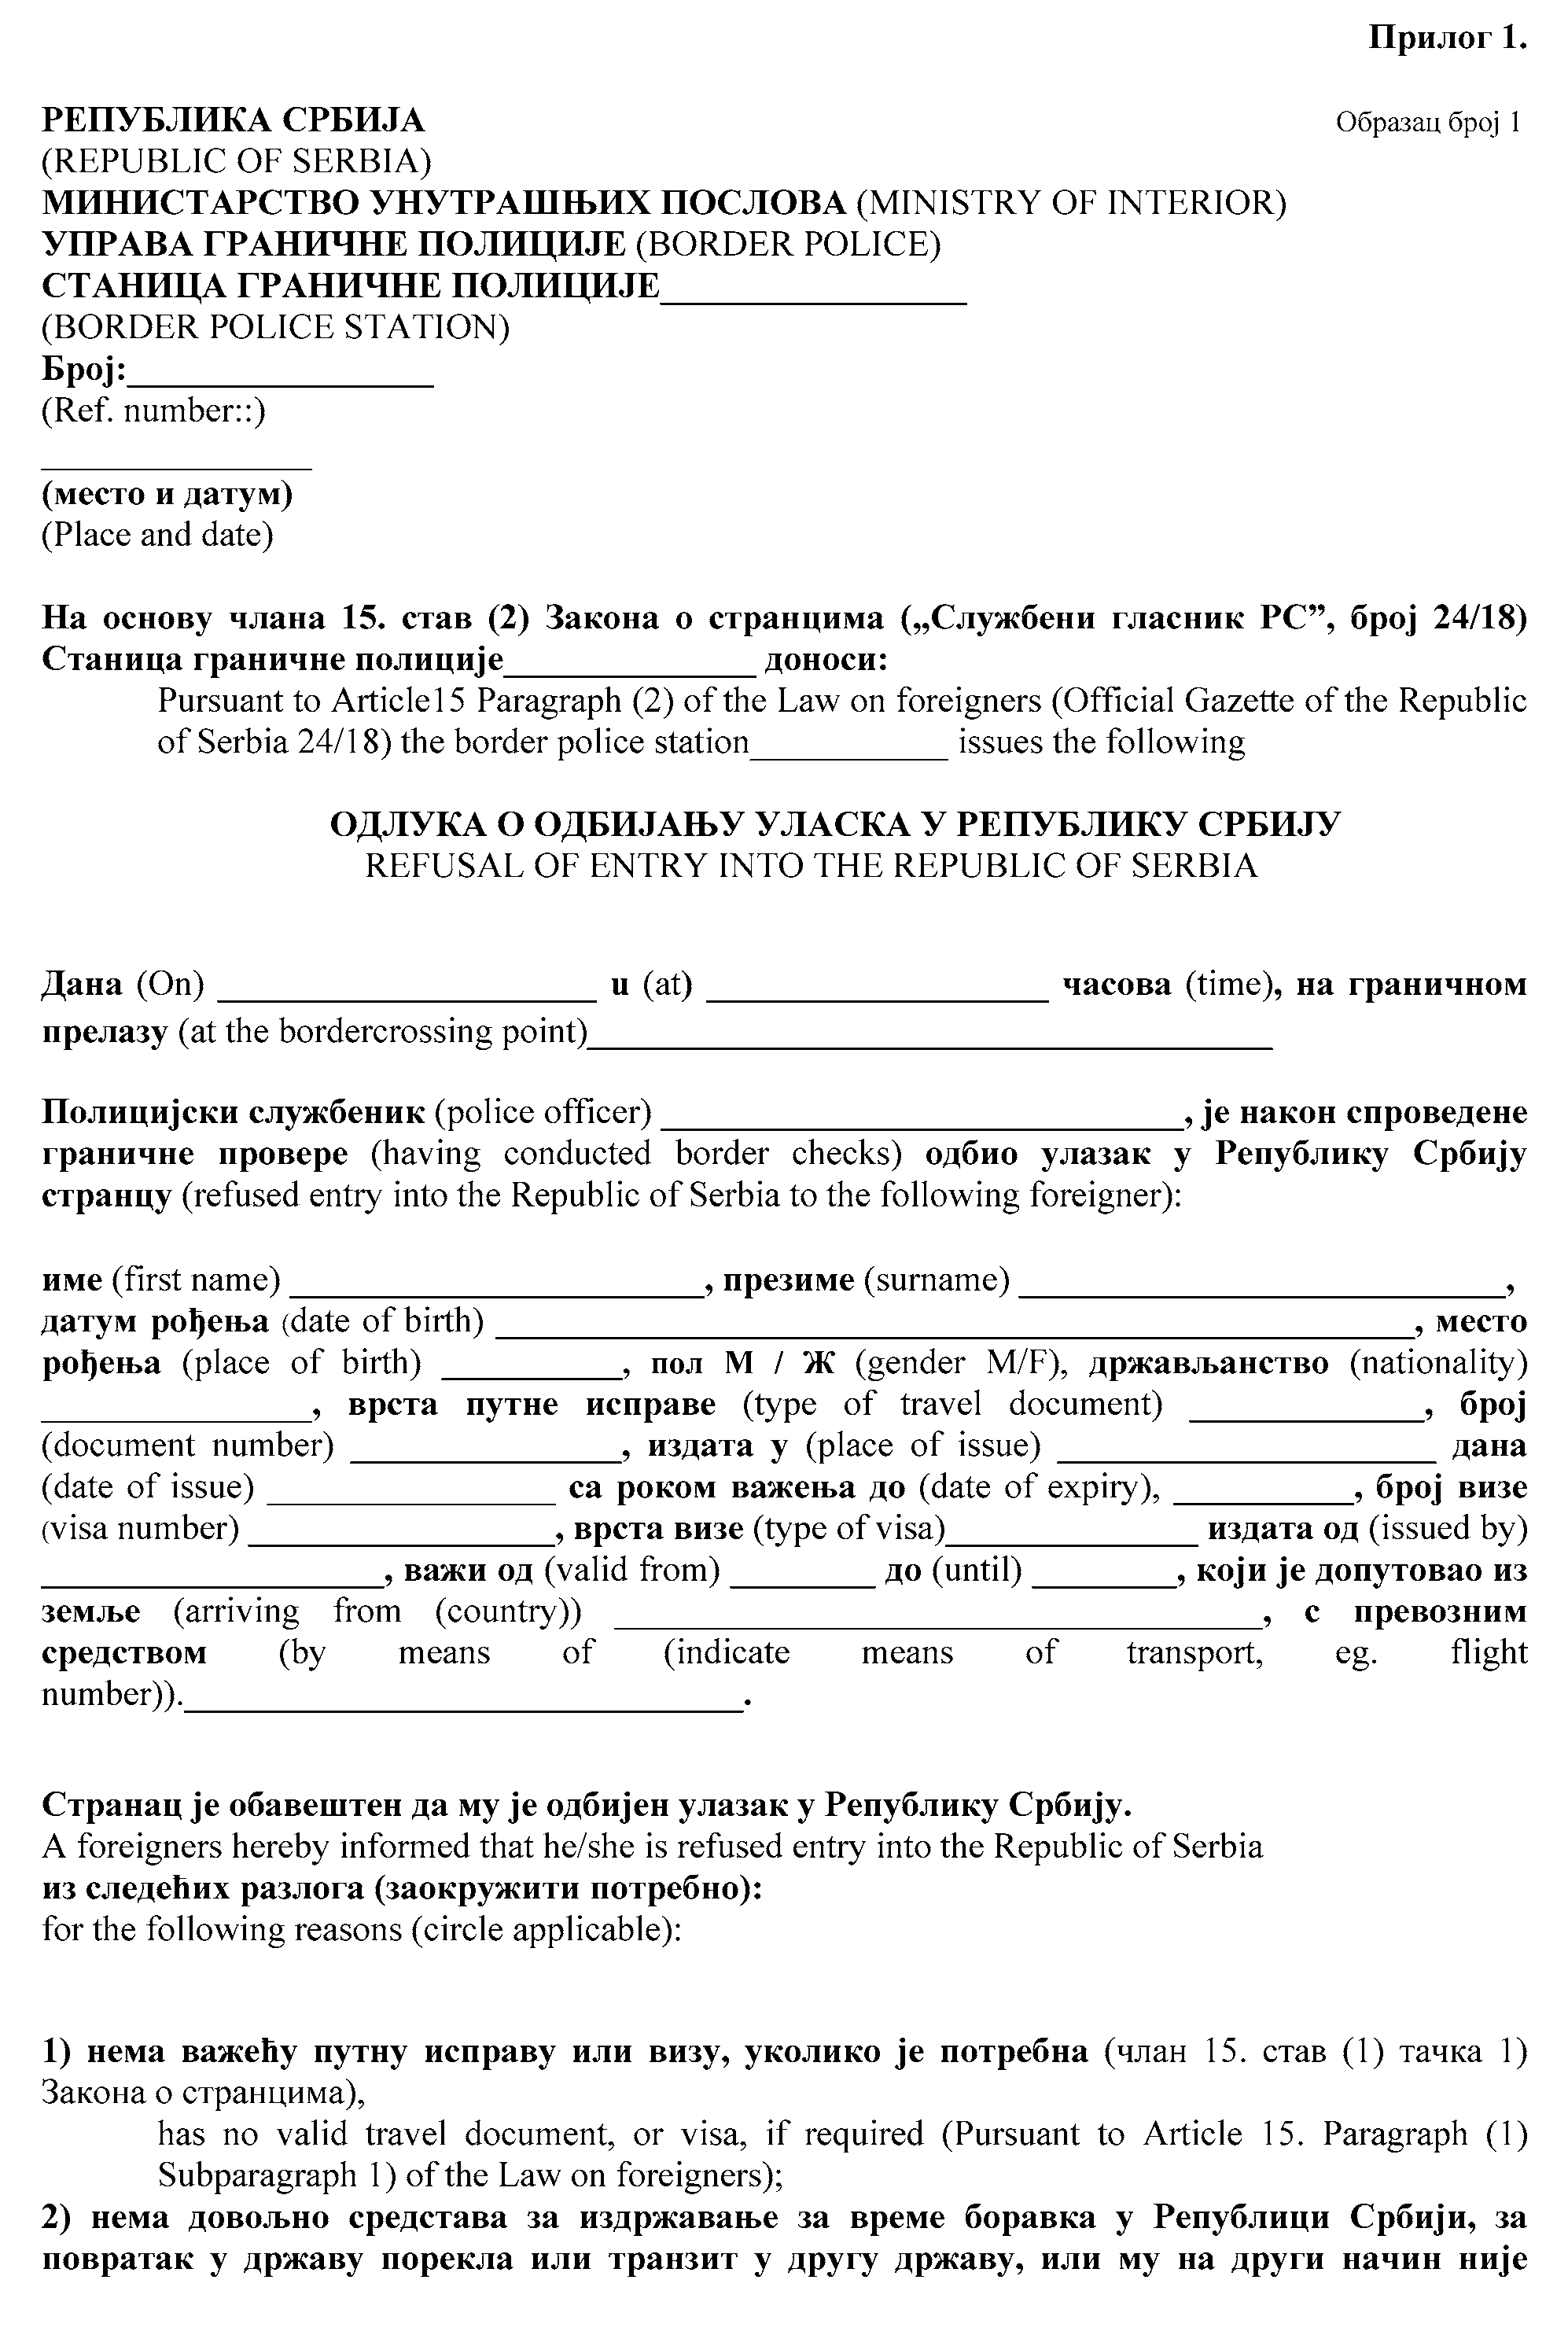 Прилог 1.
РЕПУБЛИКА СРБИЈА Образац број 1
(REPUBLIC OF SERBIA)
МИНИСТАРСТВО УНУТРАШЊИХ ПОСЛОВА (MINISTRY OF INTERIOR)
УПРАВА ГРАНИЧНЕ ПОЛИЦИЈЕ (BORDER POLICE)
СТАНИЦА ГРАНИЧНЕ ПОЛИЦИЈЕ_________________
(BORDER POLICE STATION)
Број:_________________
(Ref. number::)
_______________
(место и датум)
(Place and date)
На основу члана 15. став (2) Закона о странцима („Службени гласник РС”, број 24/18)
Станица граничне полиције______________ доноси:
Pursuant to Article15 Paragraph (2) of the Law on foreigners (Official Gazette of the Republic
of Serbia 24/18) the border police station___________ issues the following
ОДЛУКА О ОДБИЈАЊУ УЛАСКА У РЕПУБЛИКУ СРБИЈУ
REFUSAL OF ENTRY INTO THE REPUBLIC OF SERBIA
Дана (On) _____________________ u (at) ___________________ часова (time), на граничном
прелазу (at the bordercrossing point)______________________________________
Полицијски службеник (police officer) _____________________________, је након спроведене
граничне провере (having conducted border checks) одбио улазак у Републику Србију
странцу (refused entry into the Republic of Serbia to the following foreigner):
име (first name) _______________________, презиме (surname) ___________________________,
датум рођења (date of birth) ___________________________________________________, место
рођења (place of birth) __________, пол М / Ж (gender M/F), држављанство (nationality)
_______________, врста путне исправе (type of travel document) _____________, број
(document number) _______________, издата у (place of issue) _____________________ дана
(date of issue) ________________ са роком важења до (date of expiry), __________, број визе
(visa number) _________________, врста визе (type of visa)______________ издата од (issued by)
___________________, важи од (valid from) ________ до (until) ________, који је допутовао из
земље (arriving from (country)) ____________________________________, с превозним
средством (by means of (indicate means of transport, eg. flight
number))._______________________________.
Странац је обавештен да му је одбијен улазак у Републику Србију.
A foreigners hereby informed that he/she is refused entry into the Republic of Serbia
из следећих разлога (заокружити потребно):
for the following reasons (circle applicable):
1) нема важећу путну исправу или визу, уколико је потребна (члан 15. став (1) тачка 1)
Закона о странцима),
has no valid travel document, or visa, if required (Pursuant to Article 15. Paragraph (1)
Subparagraph 1) of the Law on foreigners);
2) нема довољно средстава за издржавање за време боравка у Републици Србији, за
повратак у државу порекла или транзит у другу државу, или му на други начин није